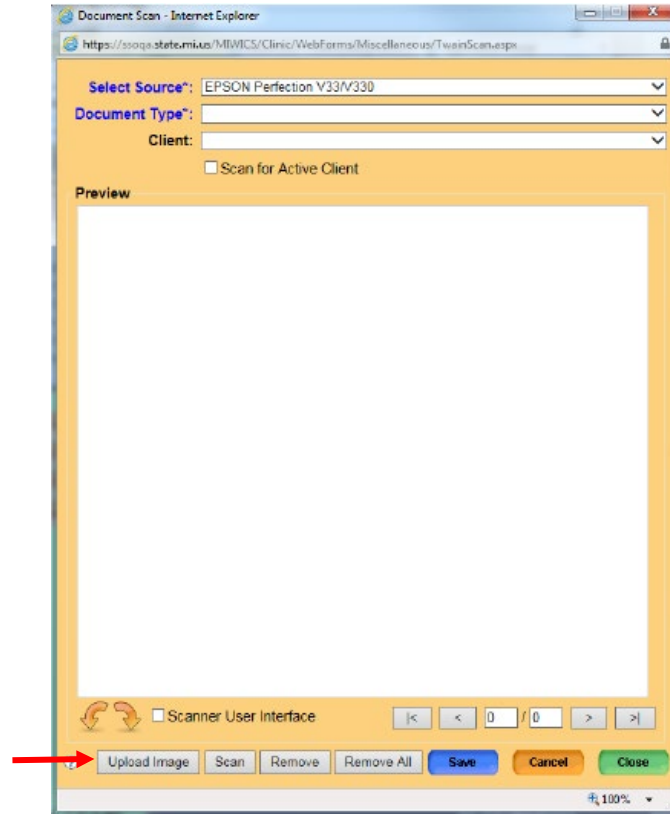 Document Scan - Internet Explorer
https://ssoqa.state.mi.us/MIWICS/Clinic/WebForms/Miscellaneous/TwainScan.aspx
Select Source*: EPSON Perfection V33/V330
Document Type*:
Client:
Scan for Active Client
Preview
Scanner User Interface |< < 0 / 0 > >|
Upload Image Scan Remove Remove All Save Cancel Close
100%